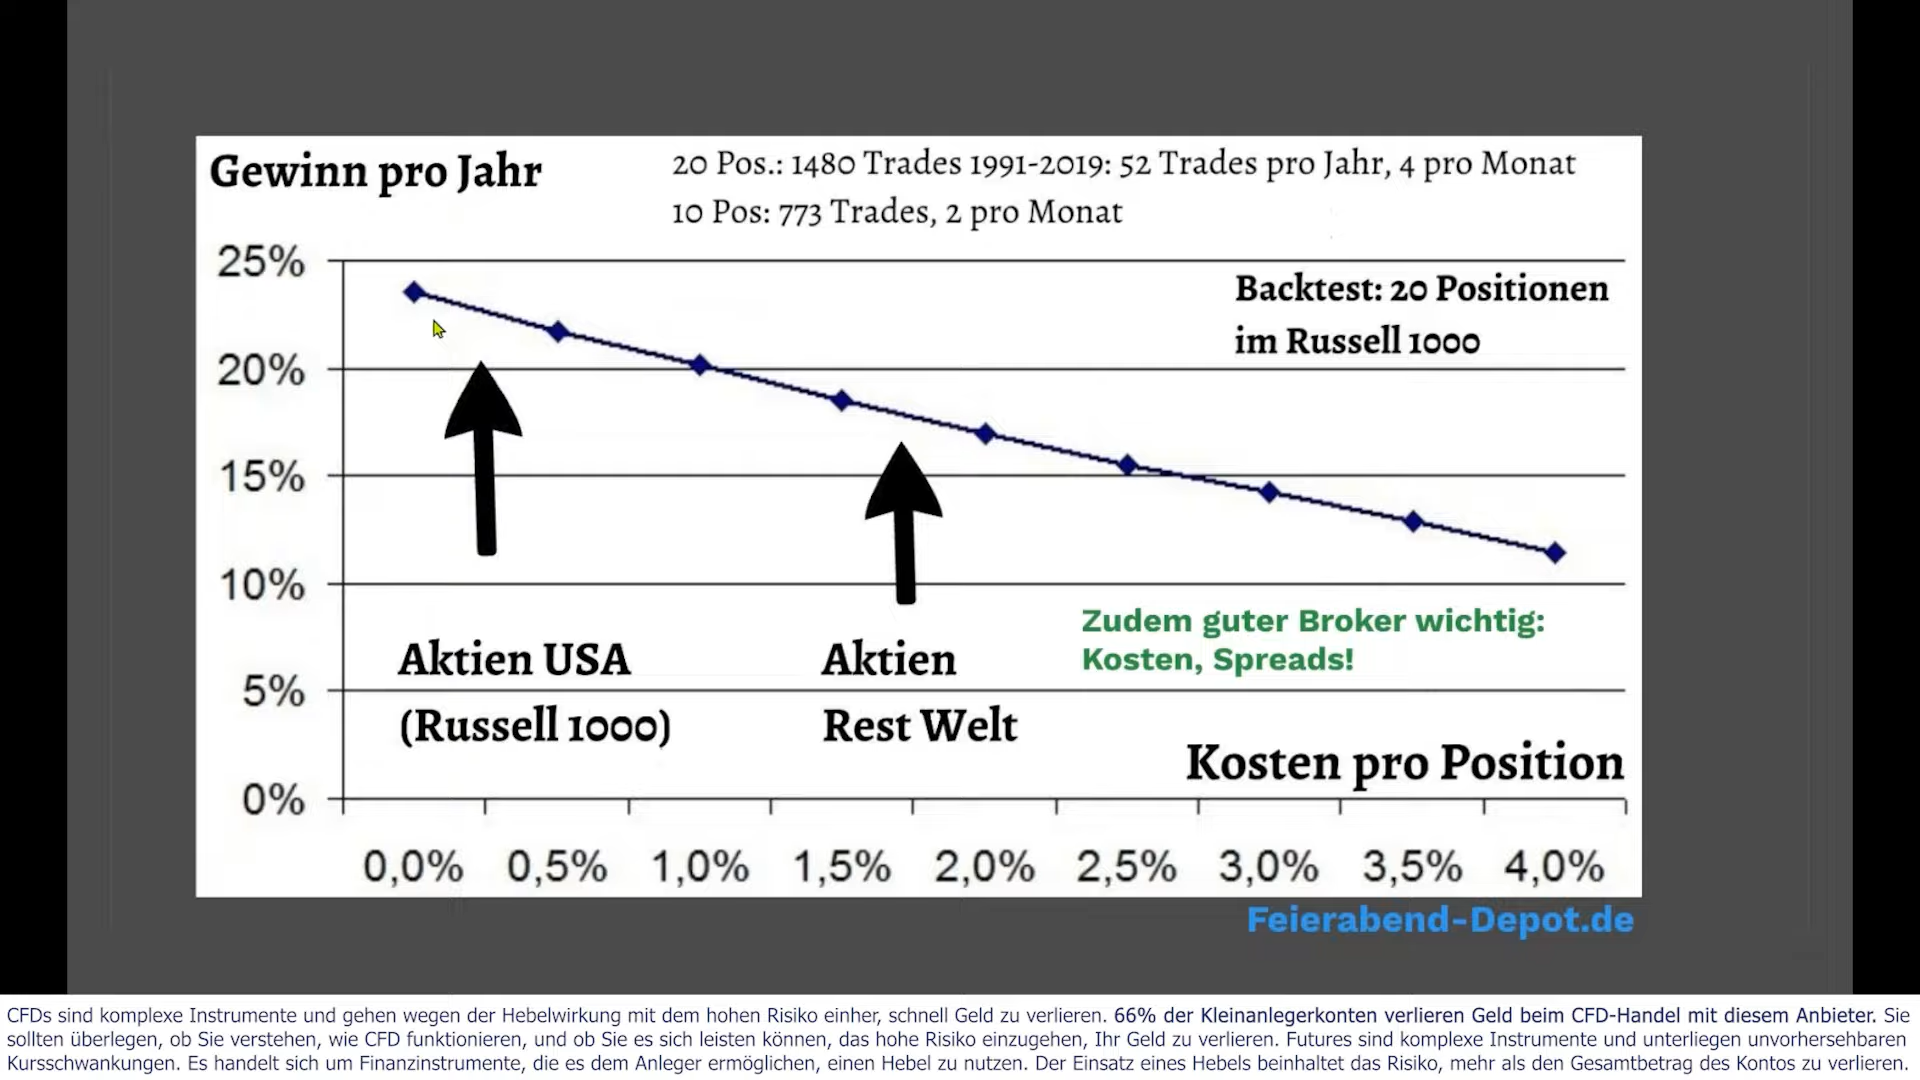 Gewinn pro Jahr
20 Pos.: 1480 Trades 1991-2019: 52 Trades pro Jahr, 4 pro Monat
10 Pos: 773 Trades, 2 pro Monat
25%
Backtest: 20 Positionen
im Russell 1000
20%
15%
10%
Zudem guter Broker wichtig:
Kosten, Spreads!
Aktien USA
(Russell 1000)
Aktien
Rest Welt
5%
Kosten pro Position
0%
0,0% 0,5% 1,0% 1,5% 2,0% 2,5% 3,0% 3,5% 4,0%
Feierabend-Depot.de
CFDs sind komplexe Instrumente und gehen wegen der Hebelwirkung mit dem hohen Risiko einher, schnell Geld zu verlieren. 66% der Kleinanlegerkonten verlieren Geld beim CFD-Handel mit diesem Anbieter. Sie
sollten überlegen, ob Sie verstehen, wie CFD funktionieren, und ob Sie es sich leisten können, das hohe Risiko einzugehen, Ihr Geld zu verlieren. Futures sind komplexe Instrumente und unterliegen unvorhersehbaren
Kursschwankungen. Es handelt sich um Finanzinstrumente, die es dem Anleger ermöglichen, einen Hebel zu nutzen. Der Einsatz eines Hebels beinhaltet das Risiko, mehr als den Gesamtbetrag des Kontos zu verlieren.